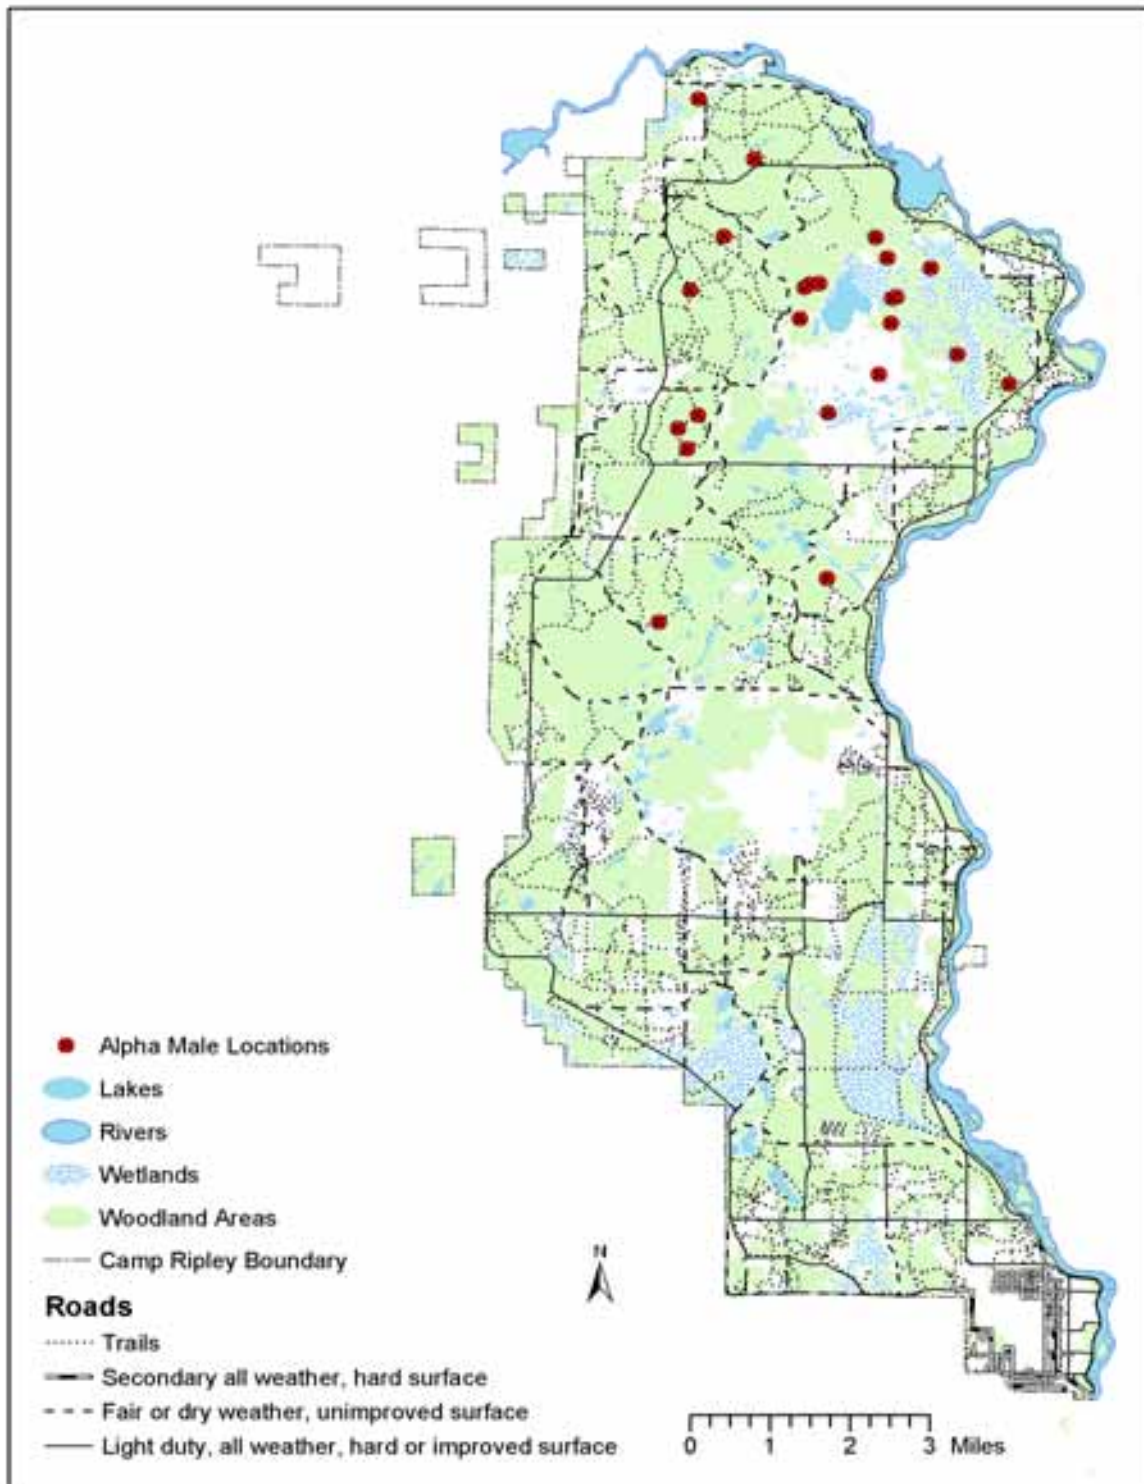 Alpha Male Locations
Lakes
Rivers
Wetlands
Woodland Areas
Camp Ripley Boundary
Roads
Trails
Secondary all weather, hard surface
Fair or dry weather, unimproved surface
Light duty, all weather, hard or improved surface
N
0 1 2 3 Miles